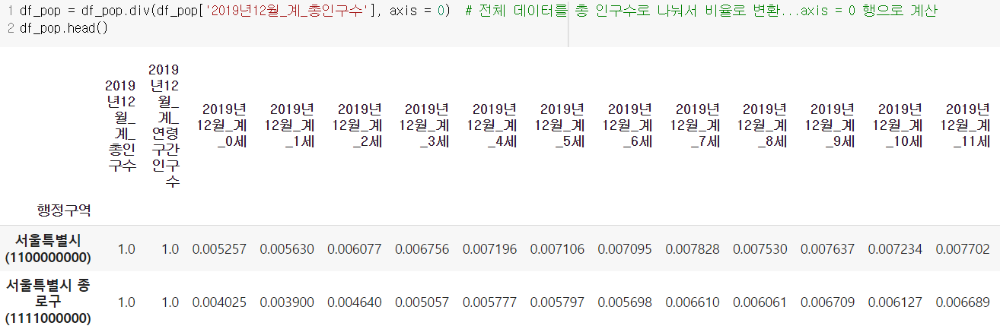 1 df_pop = df_pop.div(df_pop['2019년12월_계_총인구수'], axis = 0)  # 전체 데이터를 총 인구수로 나눠서 비율로 변환...axis = 0 행으로 계산
2 df_pop.head()
2019
년12
월_
계_
총인
구수
2019
년12
월_
계_
연령
구간
인구
수
2019년
12월_계
_0세
2019년
12월_계
_1세
2019년
12월_계
_2세
2019년
12월_계
_3세
2019년
12월_계
_4세
2019년
12월_계
_5세
2019년
12월_계
_6세
2019년
12월_계
_7세
2019년
12월_계
_8세
2019년
12월_계
_9세
2019년
12월_계
_10세
2019년
12월_계
_11세
행정구역
서울특별시
(1100000000)
1.0 1.0 0.005257 0.005630 0.006077 0.006756 0.007196 0.007106 0.007095 0.007828 0.007530 0.007637 0.007234 0.007702
서울특별시 종
로구
(1111000000)
1.0 1.0 0.004025 0.003900 0.004640 0.005057 0.005777 0.005797 0.005698 0.006610 0.006061 0.006709 0.006127 0.006689